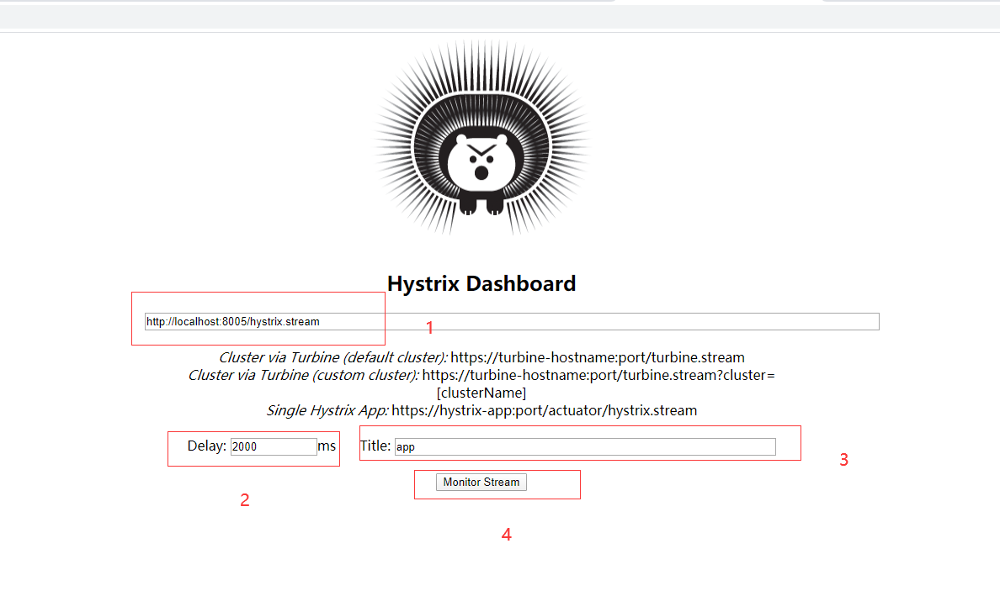 Hystrix Dashboard
http://localhost:8005/hystrix.stream
1
Cluster via Turbine (default cluster): https://turbine-hostname:port/turbine.stream
Cluster via Turbine (custom cluster): https://turbine-hostname:port/turbine.stream?cluster=
[clusterName]
Single Hystrix App: https://hystrix-app:port/actuator/hystrix.stream
Delay: 2000 ms Title: app
3
Monitor Stream
2
4